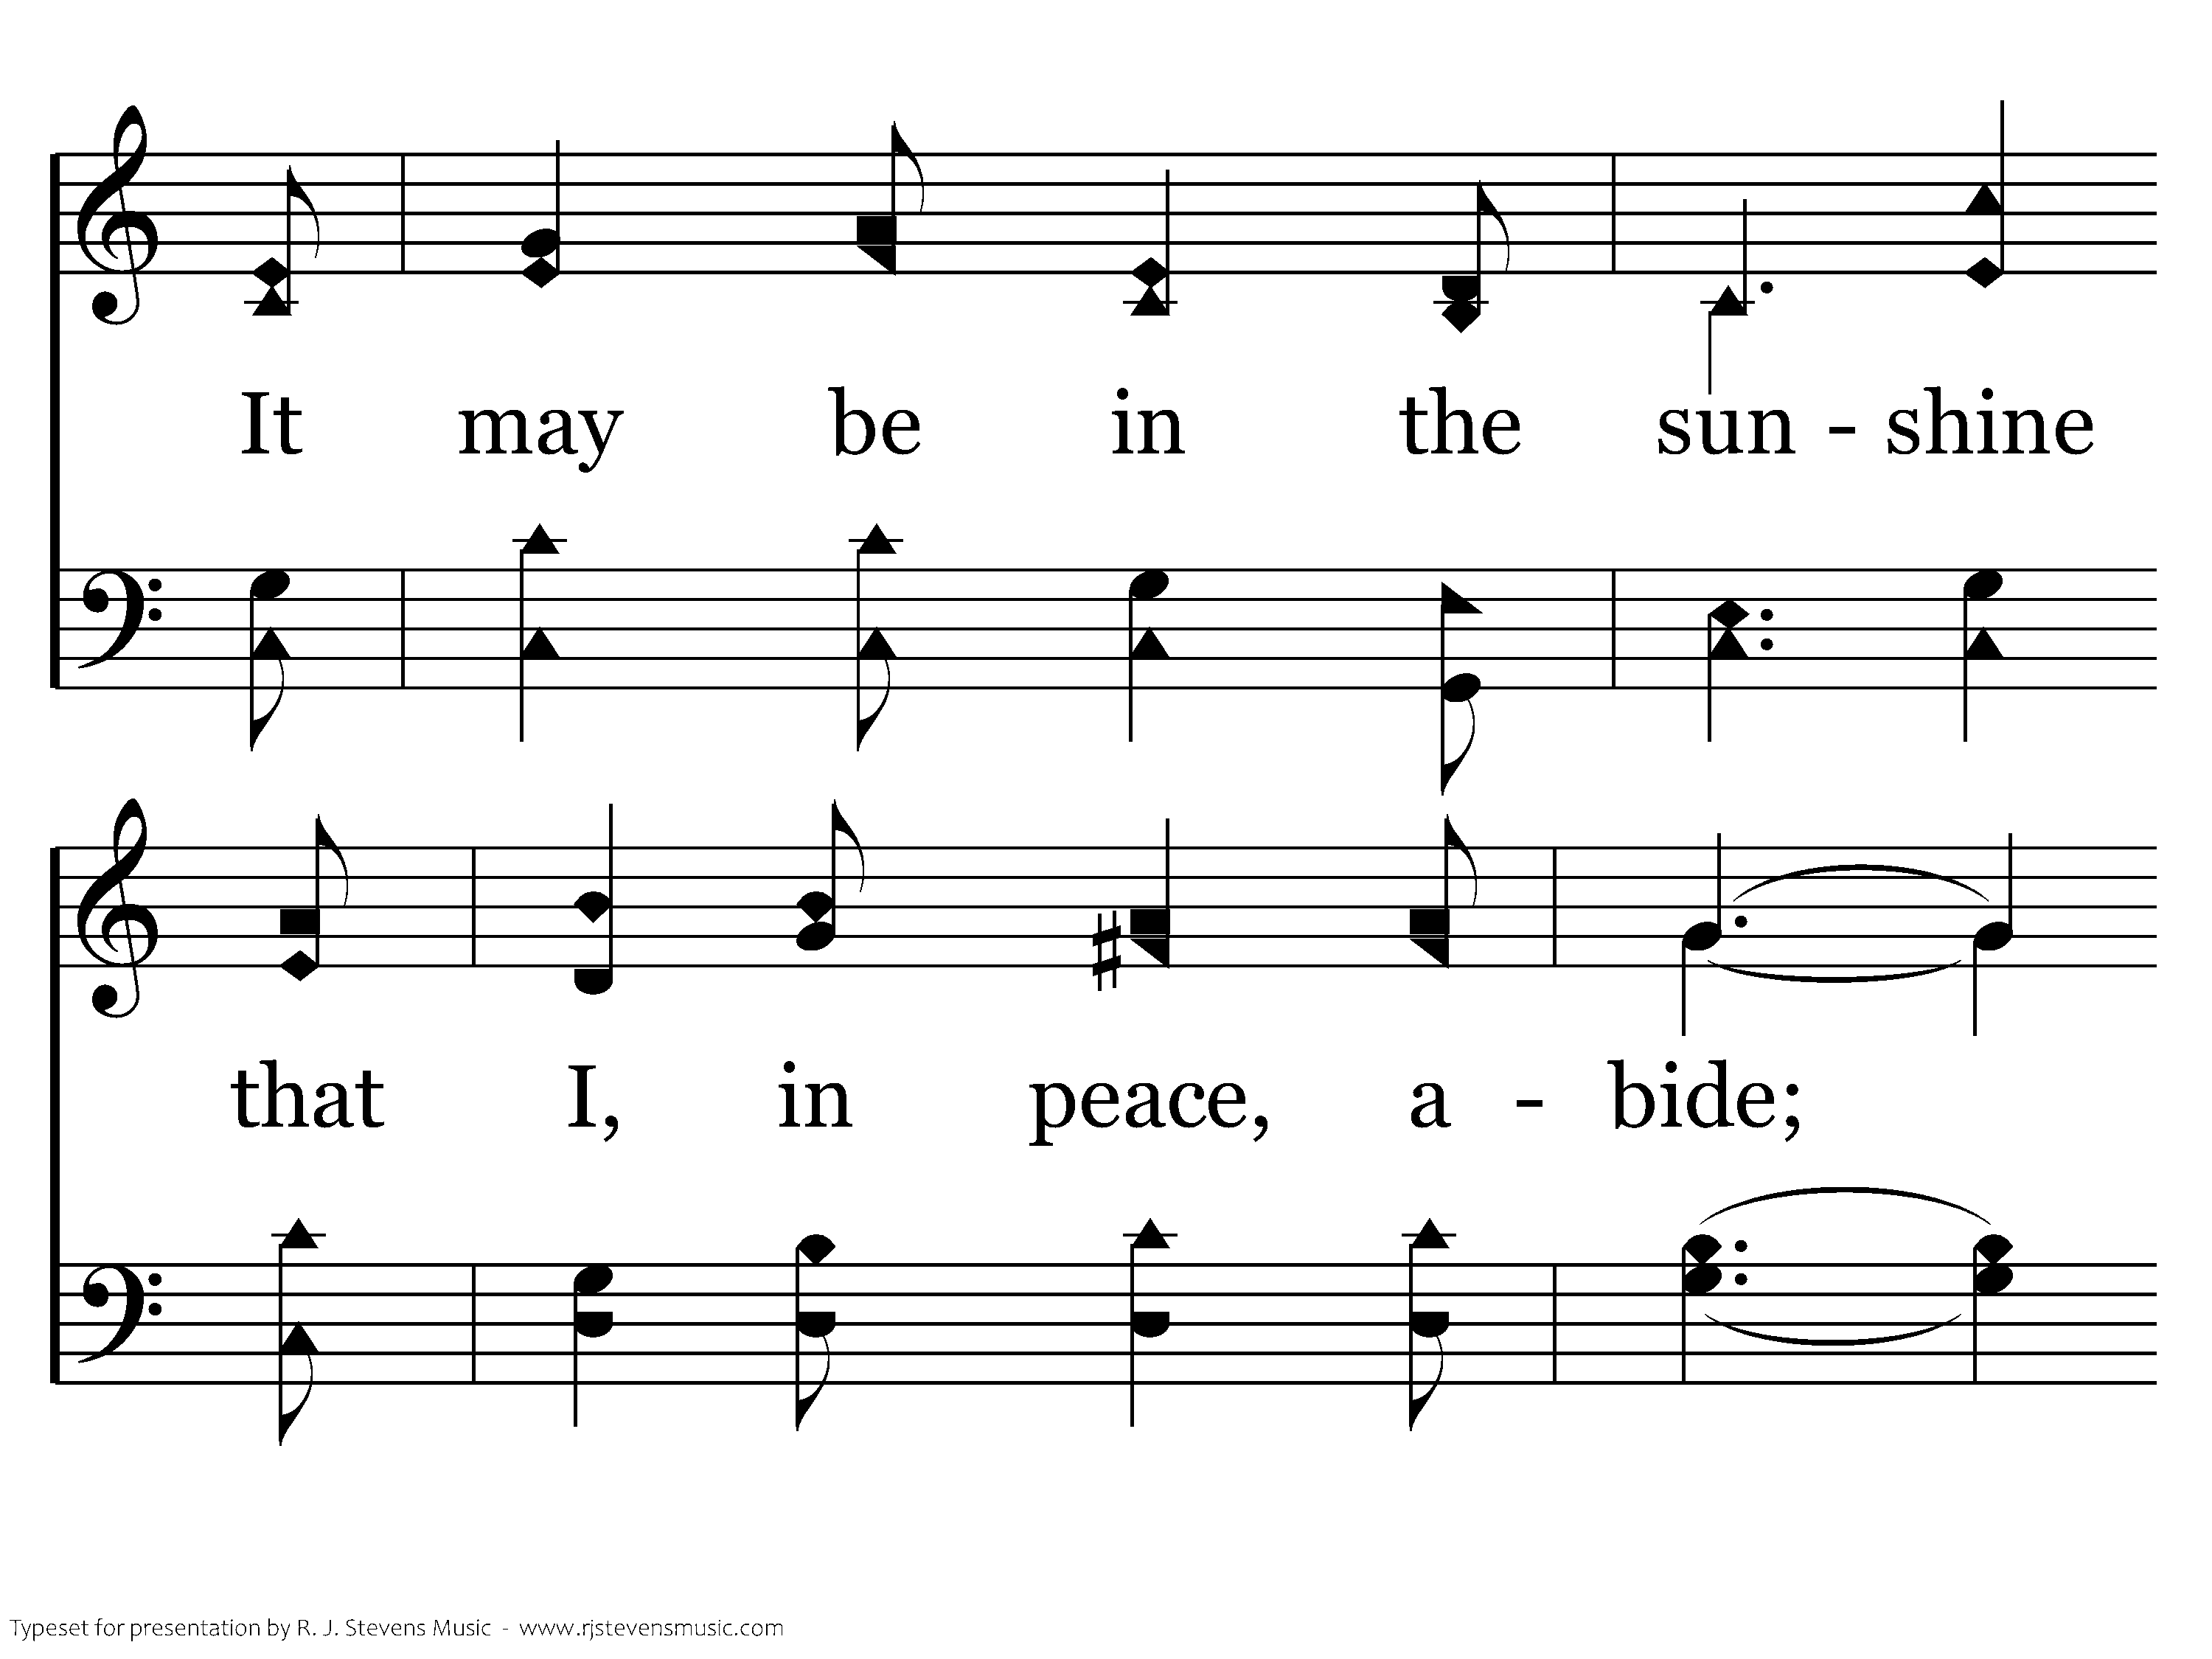 It may be in the sun - shine
that I, in peace, a - bide;
Typeset for presentation by R. J. Stevens Music - www.rjstevensmusic.com